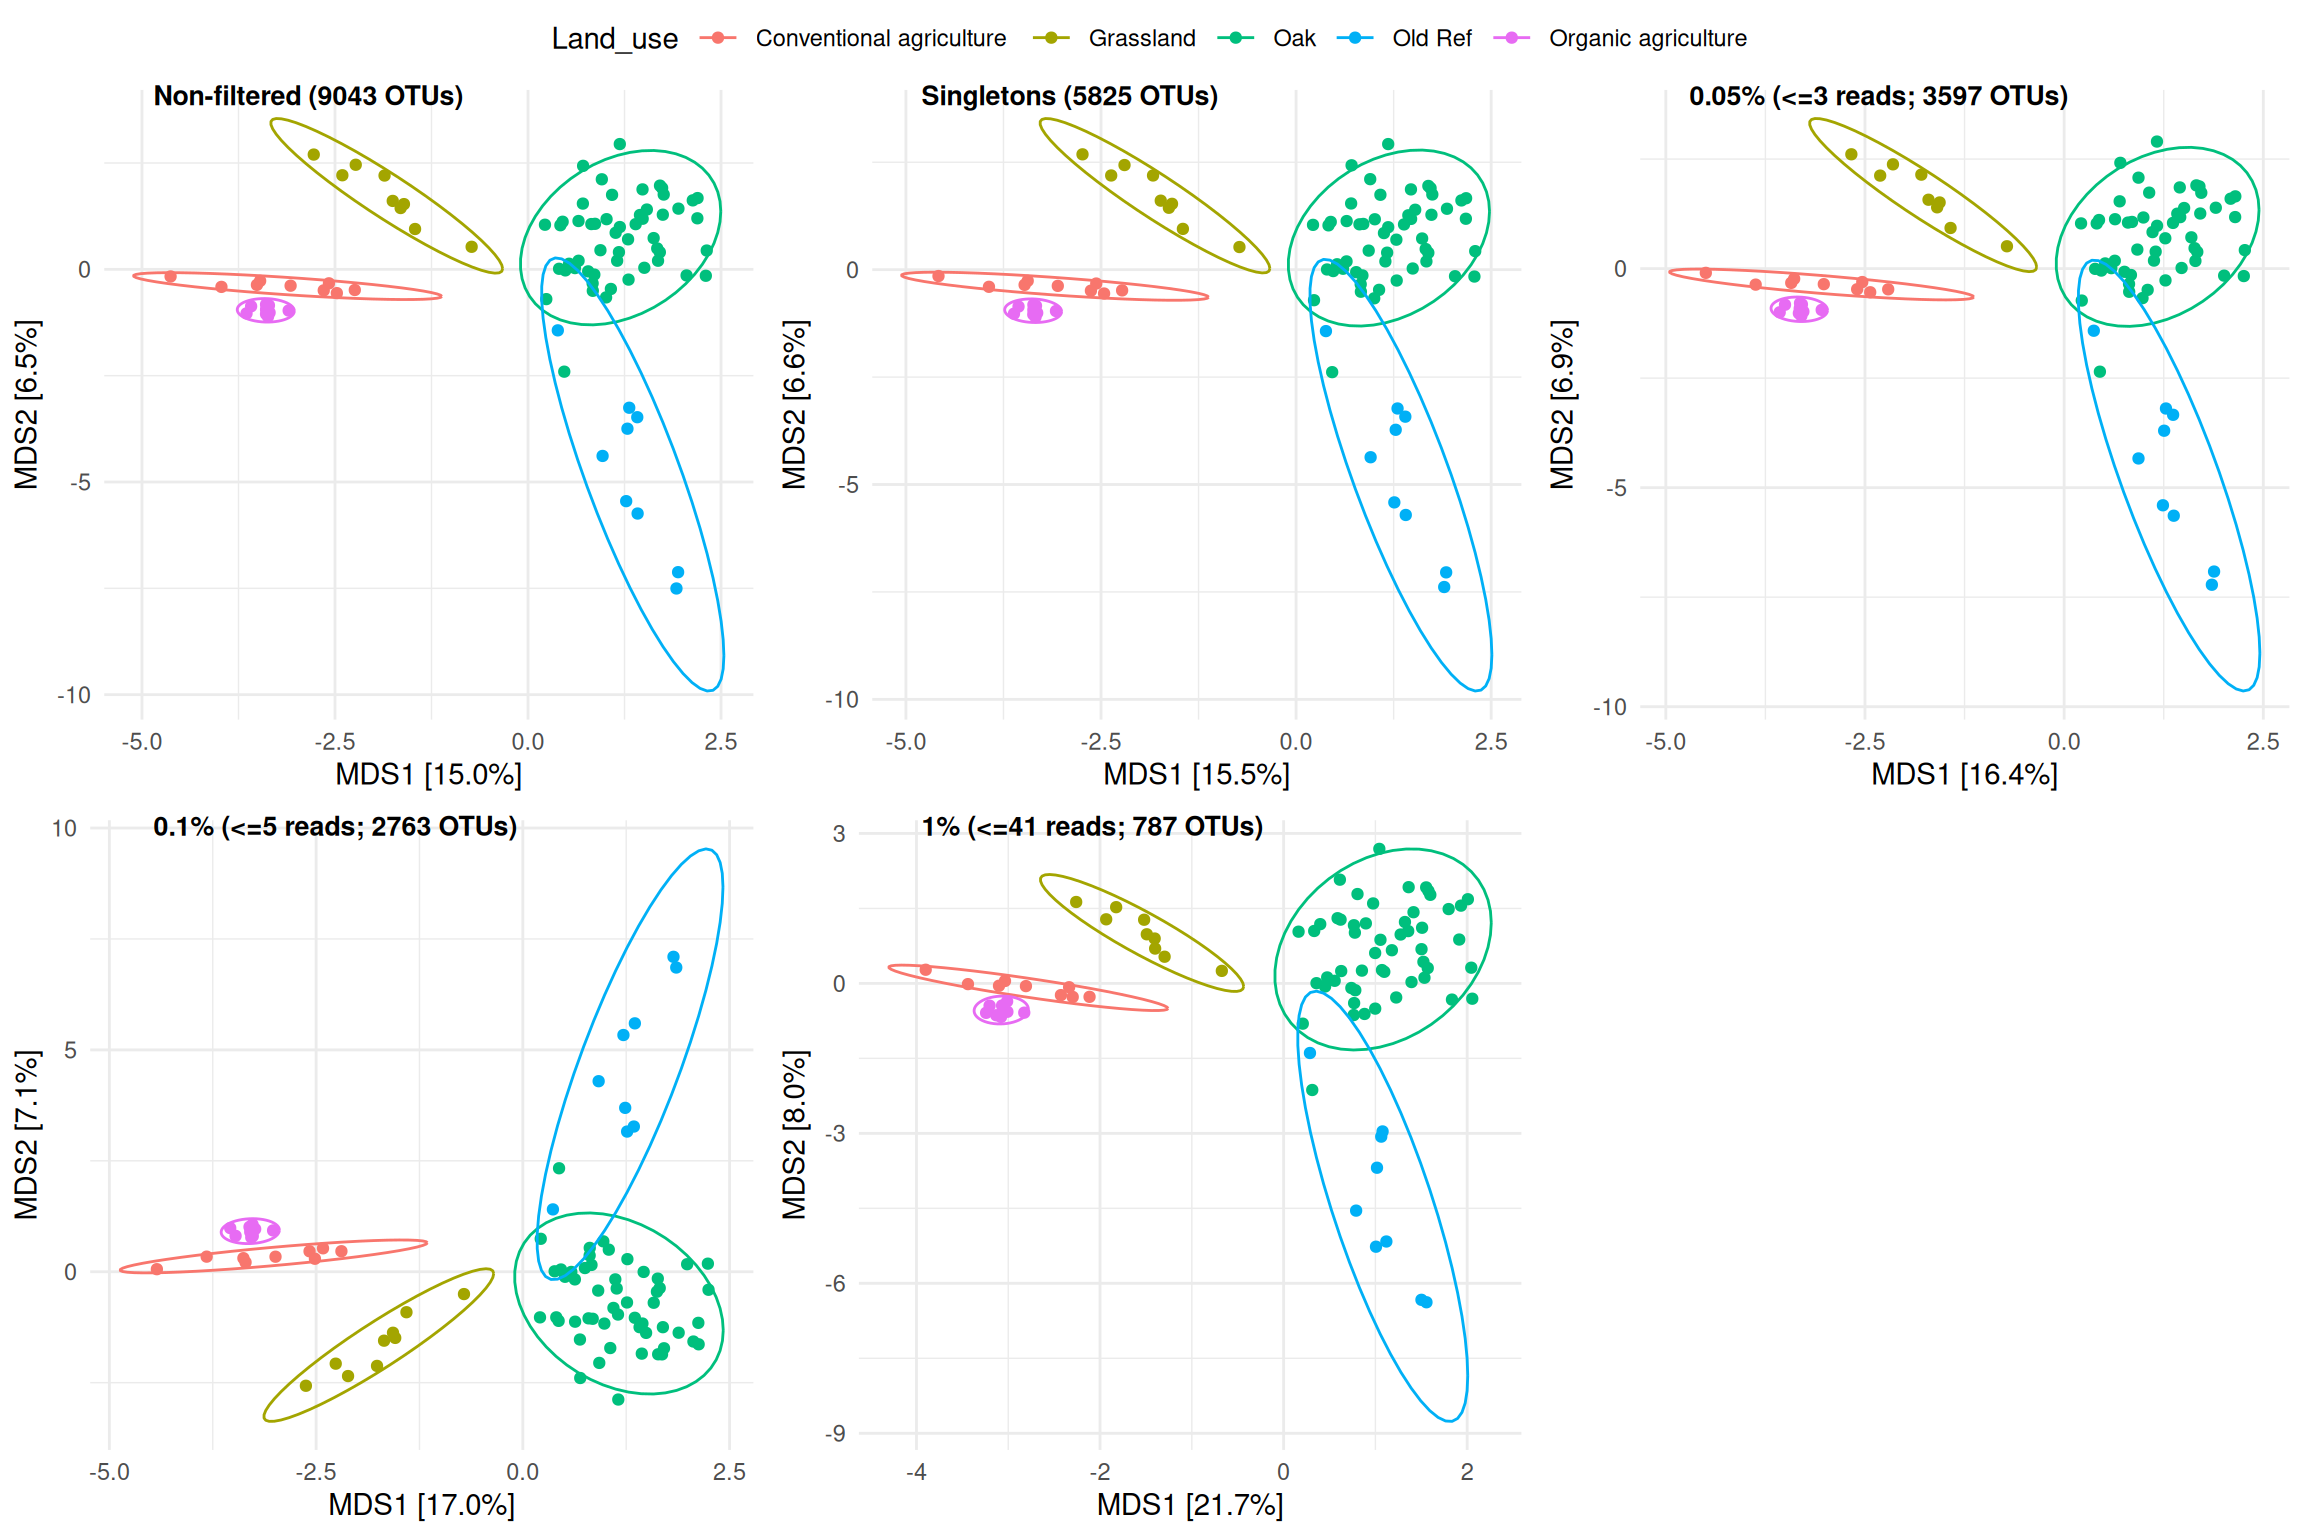 Land_use Conventional agriculture Grassland Oak Old Ref Organic agriculture
Non-filtered (9043 OTUs)
0
-5
-10
-5.0 -2.5 0.0 2.5
MDS2 [6.5%]
MDS1 [15.0%]
Singletons (5825 OTUs)
0
-5
-10
-5.0 -2.5 0.0 2.5
MDS2 [6.6%]
MDS1 [15.5%]
0.05% (<=3 reads; 3597 OTUs)
0
-5
-10
-5.0 -2.5 0.0 2.5
MDS2 [6.9%]
MDS1 [16.4%]
0.1% (<=5 reads; 2763 OTUs)
10
5
0
-5.0 -2.5 0.0 2.5
MDS2 [7.1%]
MDS1 [17.0%]
1% (<=41 reads; 787 OTUs)
3
0
-3
-6
-9
-4 -2 0 2
MDS2 [8.0%]
MDS1 [21.7%]